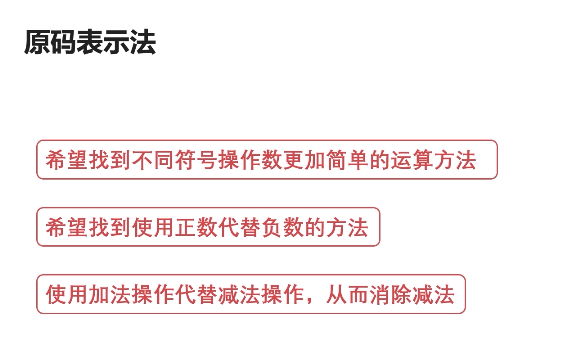 原码表示法
希望找到不同符号操作数更加简单的运算方法
希望找到使用正数代替负数的方法
使用加法操作代替减法操作，从而消除减法